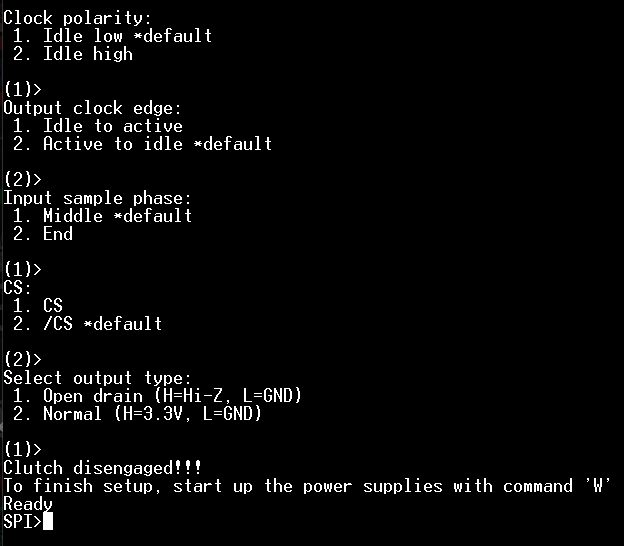 Clock polarity:
1. Idle low *default
2. Idle high
(1)>
Output clock edge:
1. Idle to active
2. Active to idle *default
(2)>
Input sample phase:
1. Middle *default
2. End
(1)>
CS:
1. CS
2. /CS *default
(2)>
Select output type:
1. Open drain (H=Hi-Z, L=GND)
2. Normal (H=3.3V, L=GND)
(1)>
Clutch disengaged!!!
To finish setup, start up the power supplies with command 'W'
Ready
SPI>